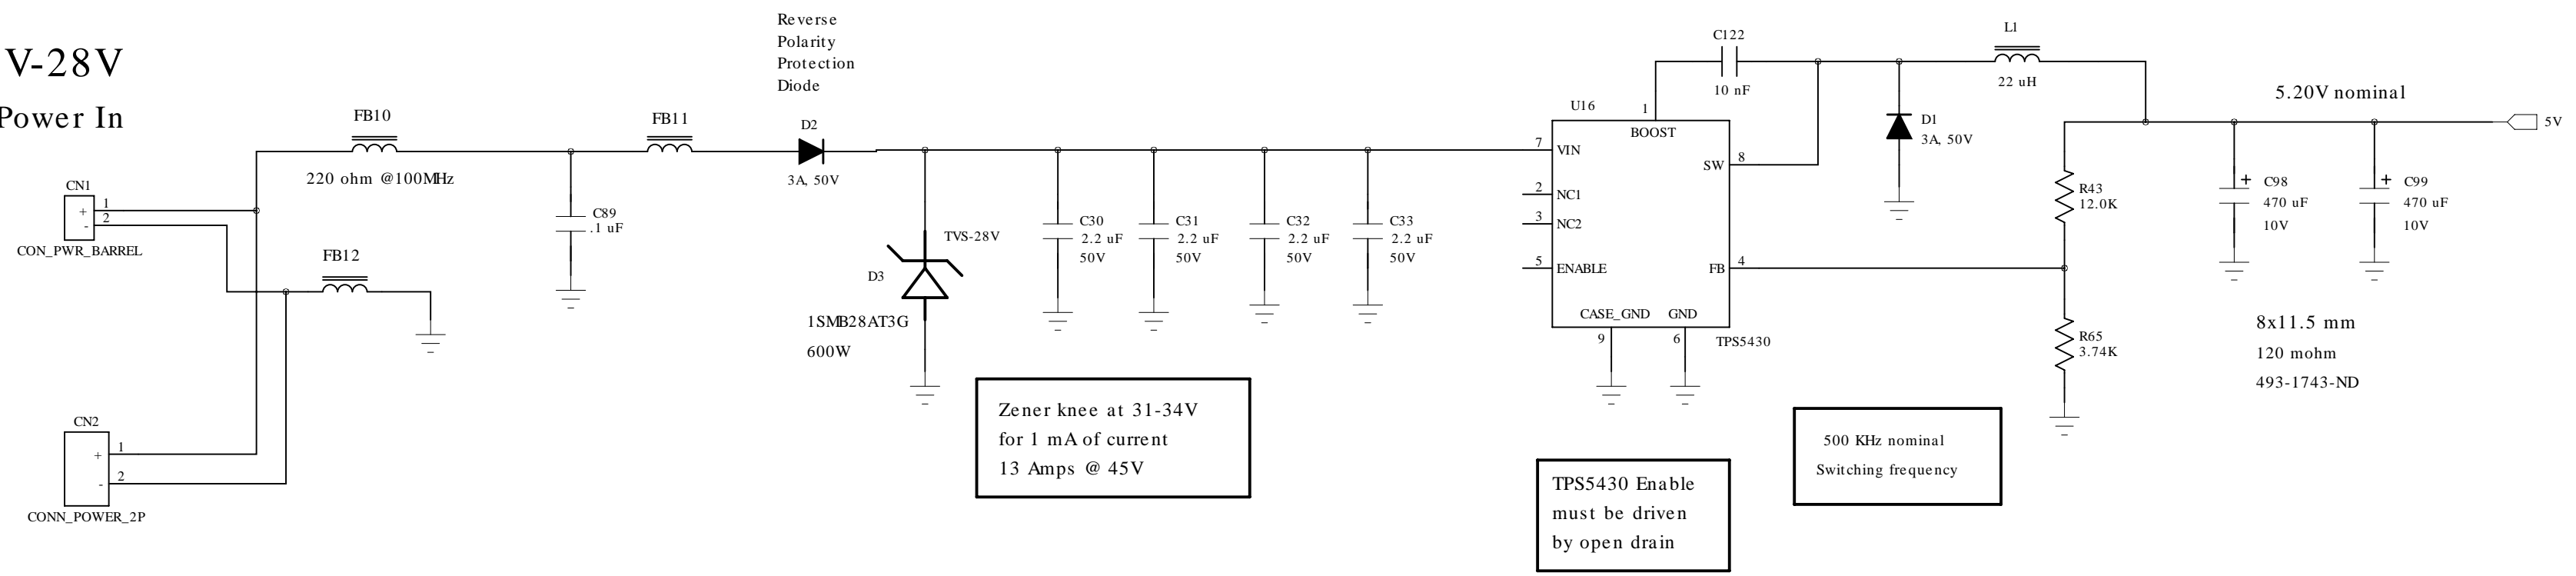 V-28V
Power In
CN1
+
1
-
2
CON_PWR_BARREL
CN2
+
1
-
2
CONN_POWER_2P
FB10
220 ohm @100MHz
FB12
C89
.1 uF
FB11
Reverse
Polarity
Protection
Diode
D2
3A, 50V
TVS-28V
D3
1SMB28AT3G
600W
C30
2.2 uF
50V
C31
2.2 uF
50V
C32
2.2 uF
50V
C33
2.2 uF
50V
Zener knee at 31-34V
for 1 mA of current
13 Amps @ 45V
U16
1
BOOST
7
VIN
SW
8
2
NC1
3
NC2
5
ENABLE
FB
4
CASE_GND
GND
9
6
TPS5430
C122
10 nF
D1
3A, 50V
L1
22 uH
TPS5430 Enable
must be driven
by open drain
500 KHz nominal
Switching frequency
R43
12.0K
R65
3.74K
5.20V nominal
5V
+
C98
470 uF
10V
+
C99
470 uF
10V
8x11.5 mm
120 mohm
493-1743-ND